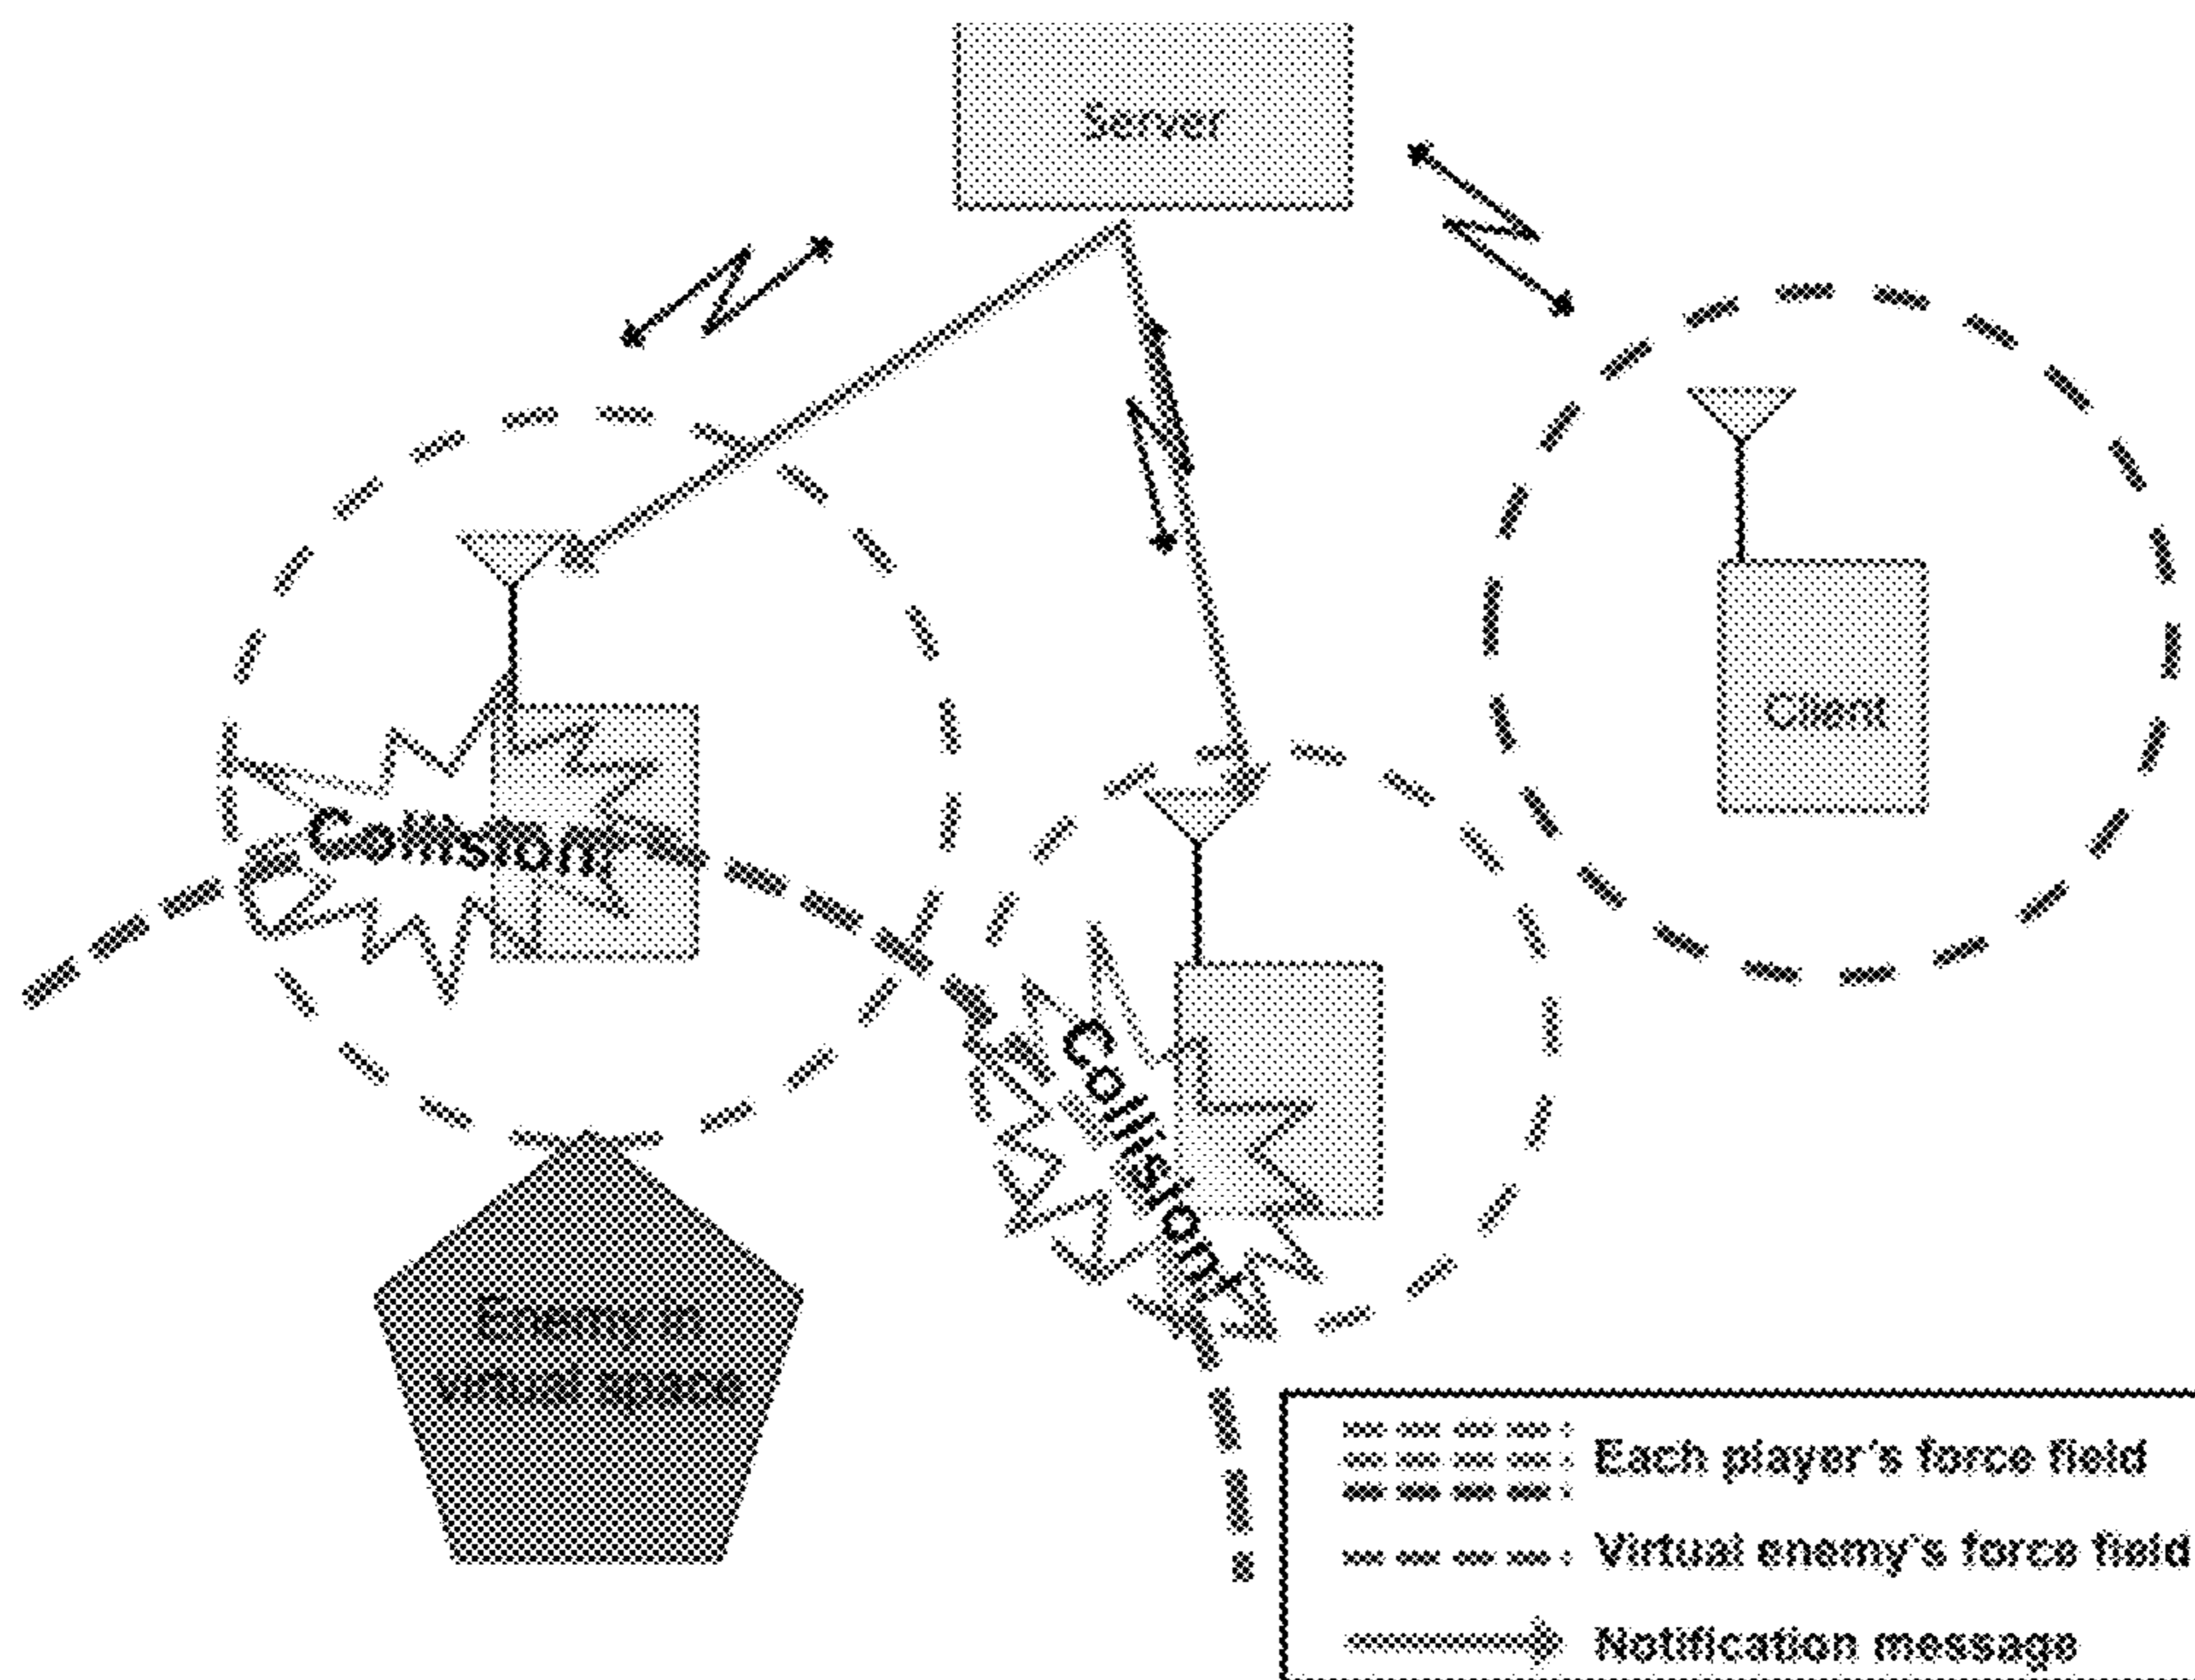 Server
Client
Collision
Collision
Enemy in
virtual space
Each player's force field
Virtual enemy's force field
Notification message